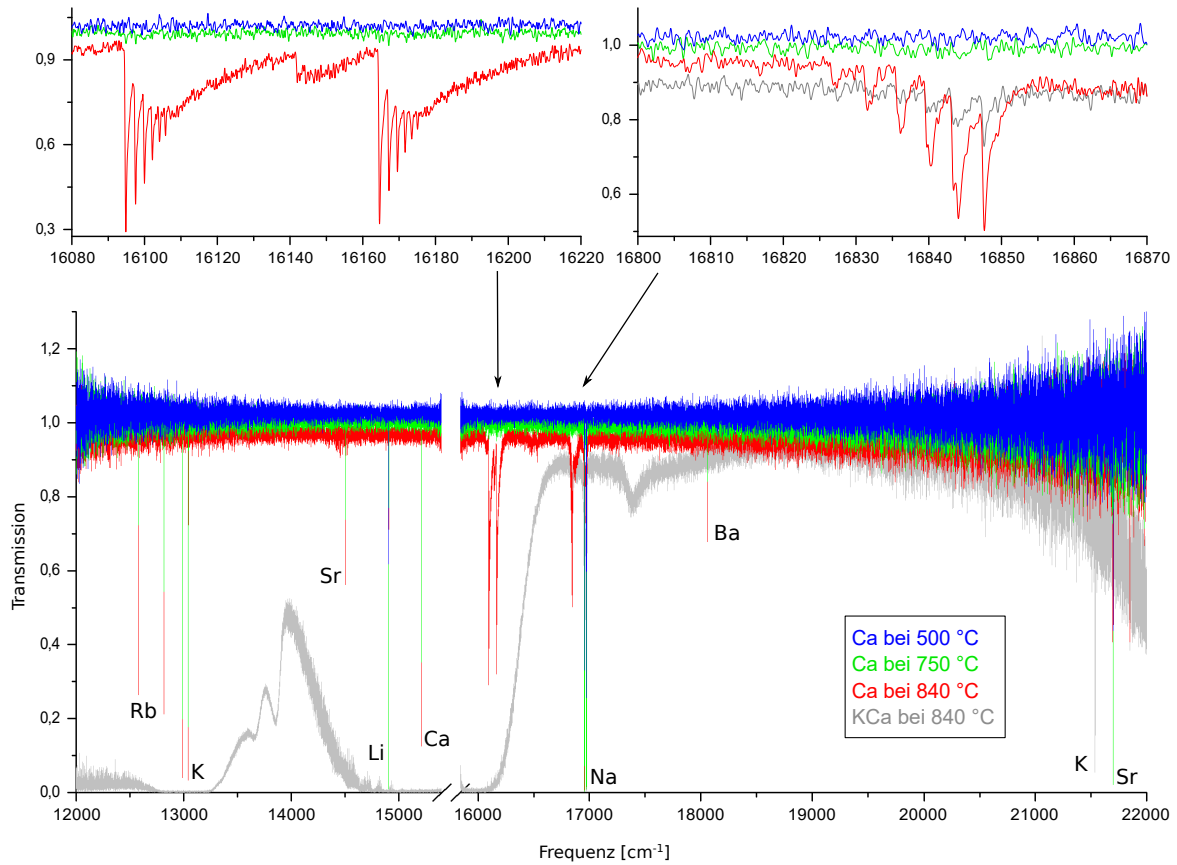 0,9
0,6
0,3
16080 16100 16120 16140 16160 16180 16200 16220
1,0
0,8
0,6
16800 16810 16820 16830 16840 16850 16860 16870
Transmission
1,2
1,0
0,8
0,6
0,4
0,2
0,0
Rb
K
Sr
Li
Ca
Na
Ba
K
Sr
Ca bei 500 °C
Ca bei 750 °C
Ca bei 840 °C
KCa bei 840 °C
12000 13000 14000 15000 16000 17000 18000 19000 20000 21000 22000
Frequenz [cm⁻¹]